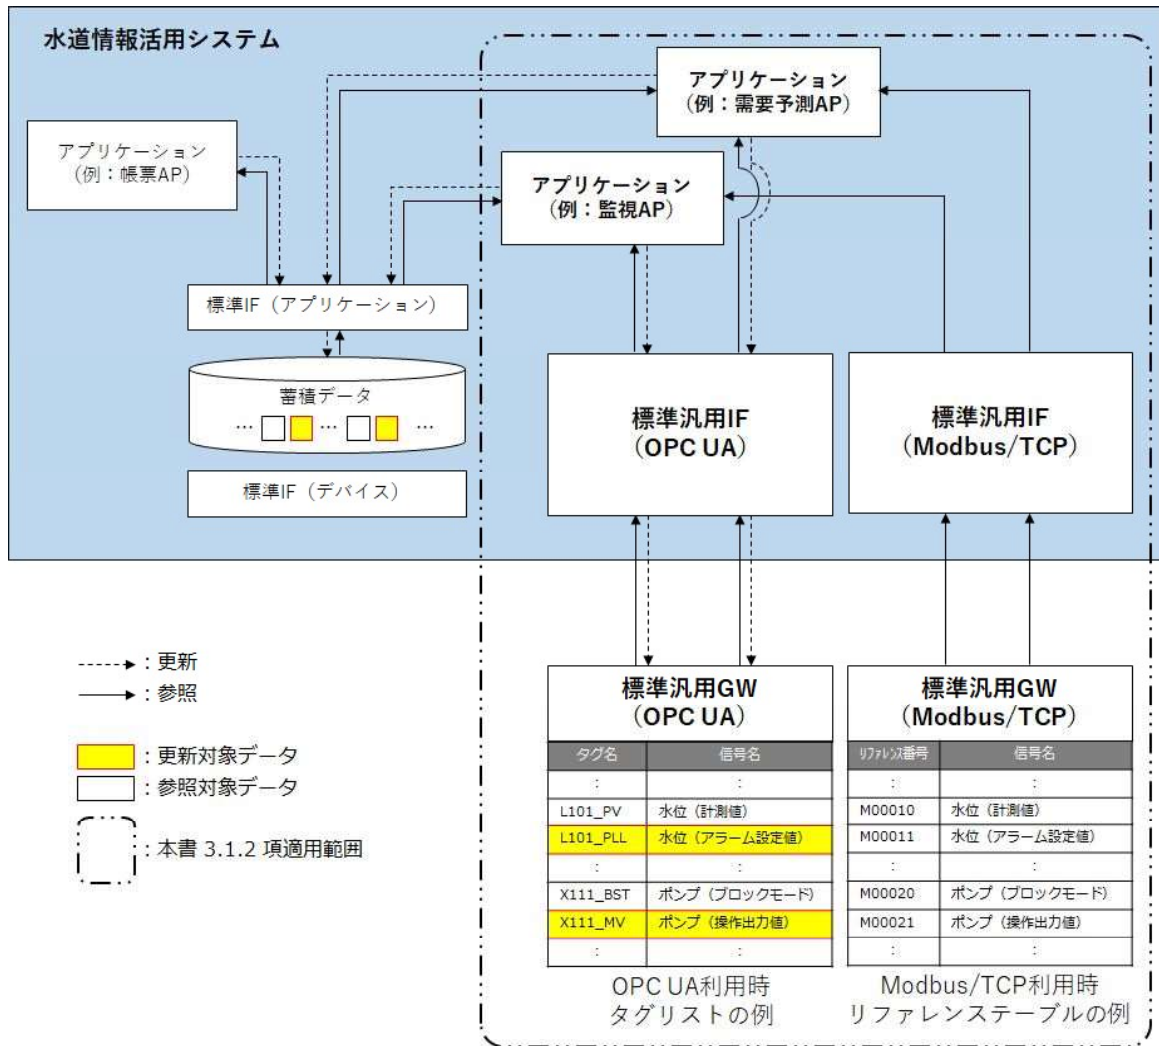 水道情報活用システム
アプリケーション
(例：需要予測AP)
アプリケーション
(例：帳票AP)
アプリケーション
(例：監視AP)
標準IF（アプリケーション）
蓄積データ
… … …
標準IF（デバイス）
標準汎用IF
（OPC UA）
標準汎用IF
（Modbus/TCP）
：更新
：参照
：更新対象データ
：参照対象データ
：本書 3.1.2 項適用範囲
標準汎用GW
（OPC UA）
タグ名 信号名
： ：
L101_PV 水位（計測値）
L101_PLL 水位（アラーム設定値）
： ：
X111_BST ポンプ（ブロックモード）
X111_MV ポンプ（操作出力値）
： ：
OPC UA利用時
タグリストの例
標準汎用GW
（Modbus/TCP）
ﾘﾌｧﾚﾝｽ番号 信号名
： ：
M00010 水位（計測値）
M00011 水位（アラーム設定値）
： ：
M00020 ポンプ（ブロックモード）
M00021 ポンプ（操作出力値）
： ：
Modbus/TCP利用時
リファレンステーブルの例